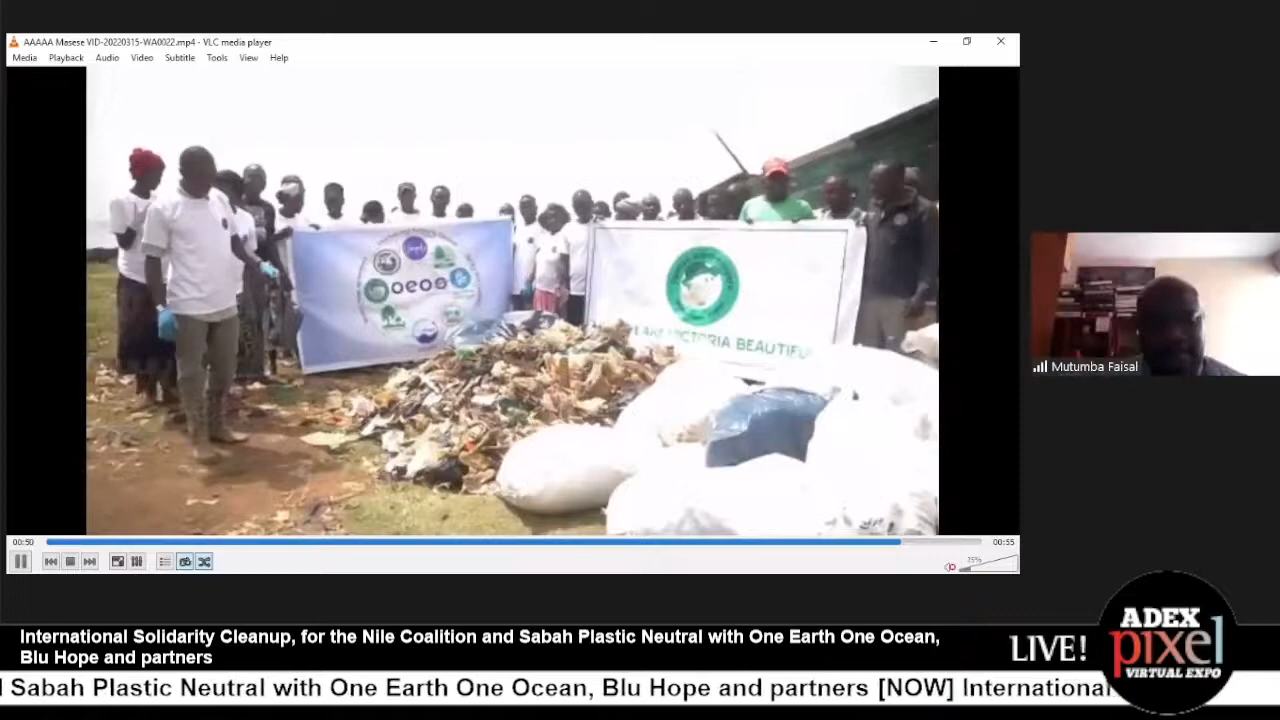 AAAAA Masese VID-20220315-WA0022.mp4 - VLC media player
Media Playback Audio Video Subtitle Tools View Help
oeos
VICTORIA BEAUTIFUL
Mutumba Faisal
00:50
00:55
25%
International Solidarity Cleanup, for the Nile Coalition and Sabah Plastic Neutral with One Earth One Ocean,
Blu Hope and partners
LIVE!
ADEX
pixel
VIRTUAL EXPO
Sabah Plastic Neutral with One Earth One Ocean, Blu Hope and partners [NOW] International